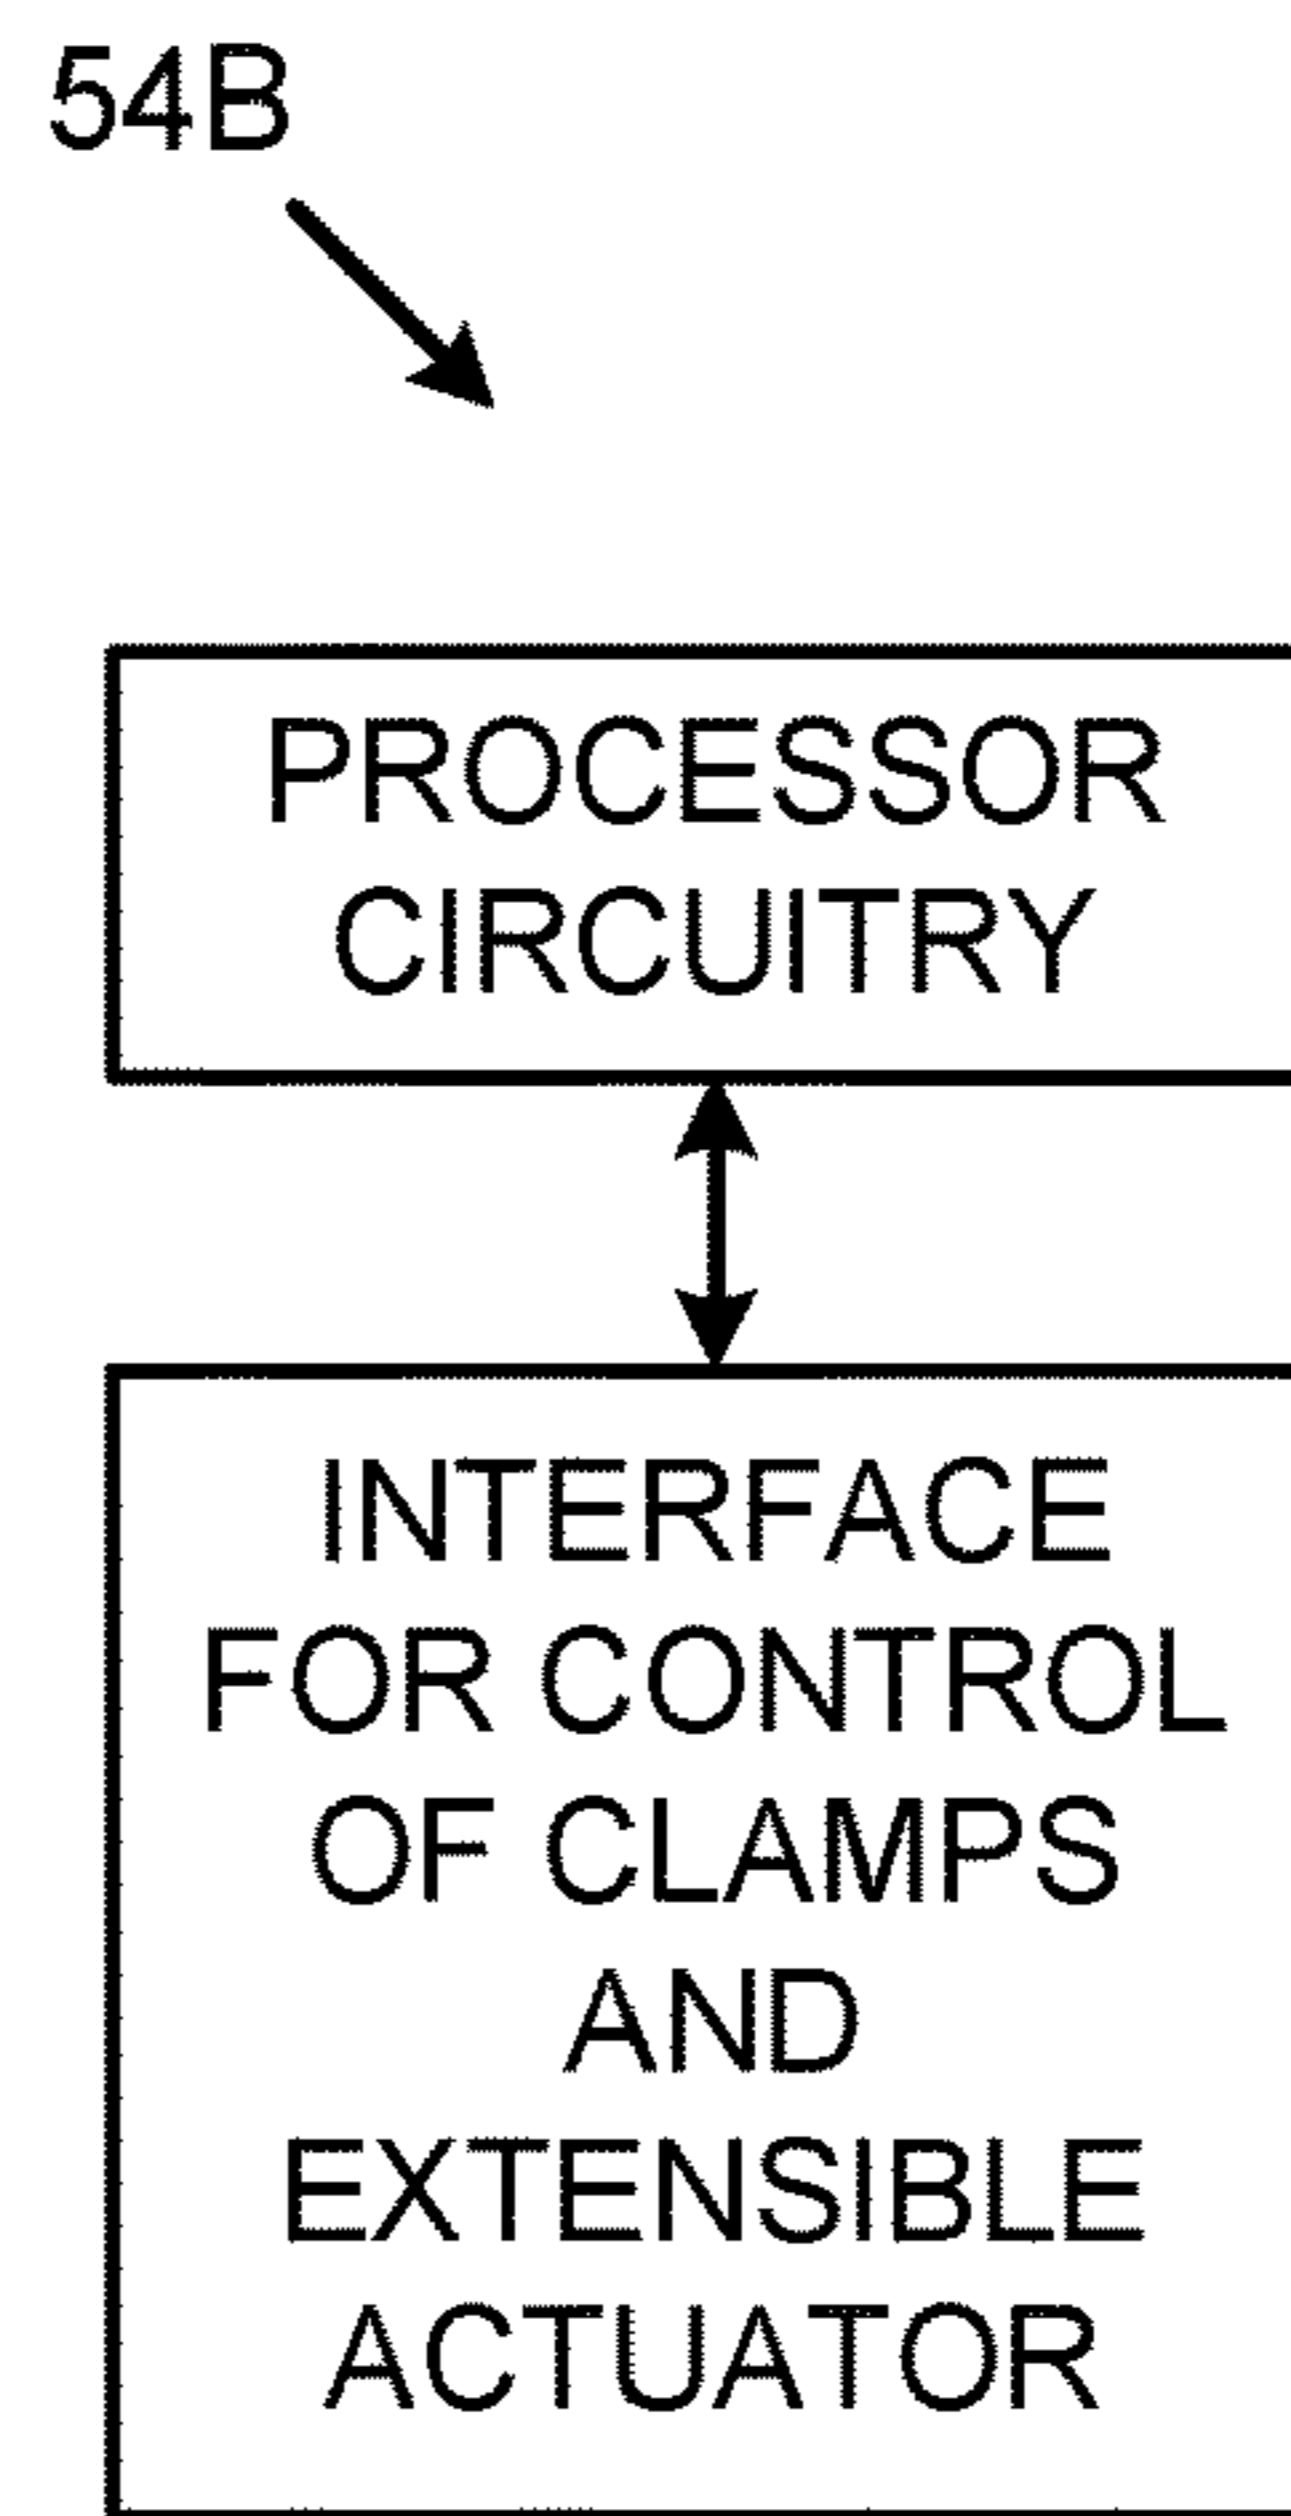 54B
PROCESSOR
CIRCUITRY
INTERFACE
FOR CONTROL
OF CLAMPS
AND
EXTENSIBLE
ACTUATOR